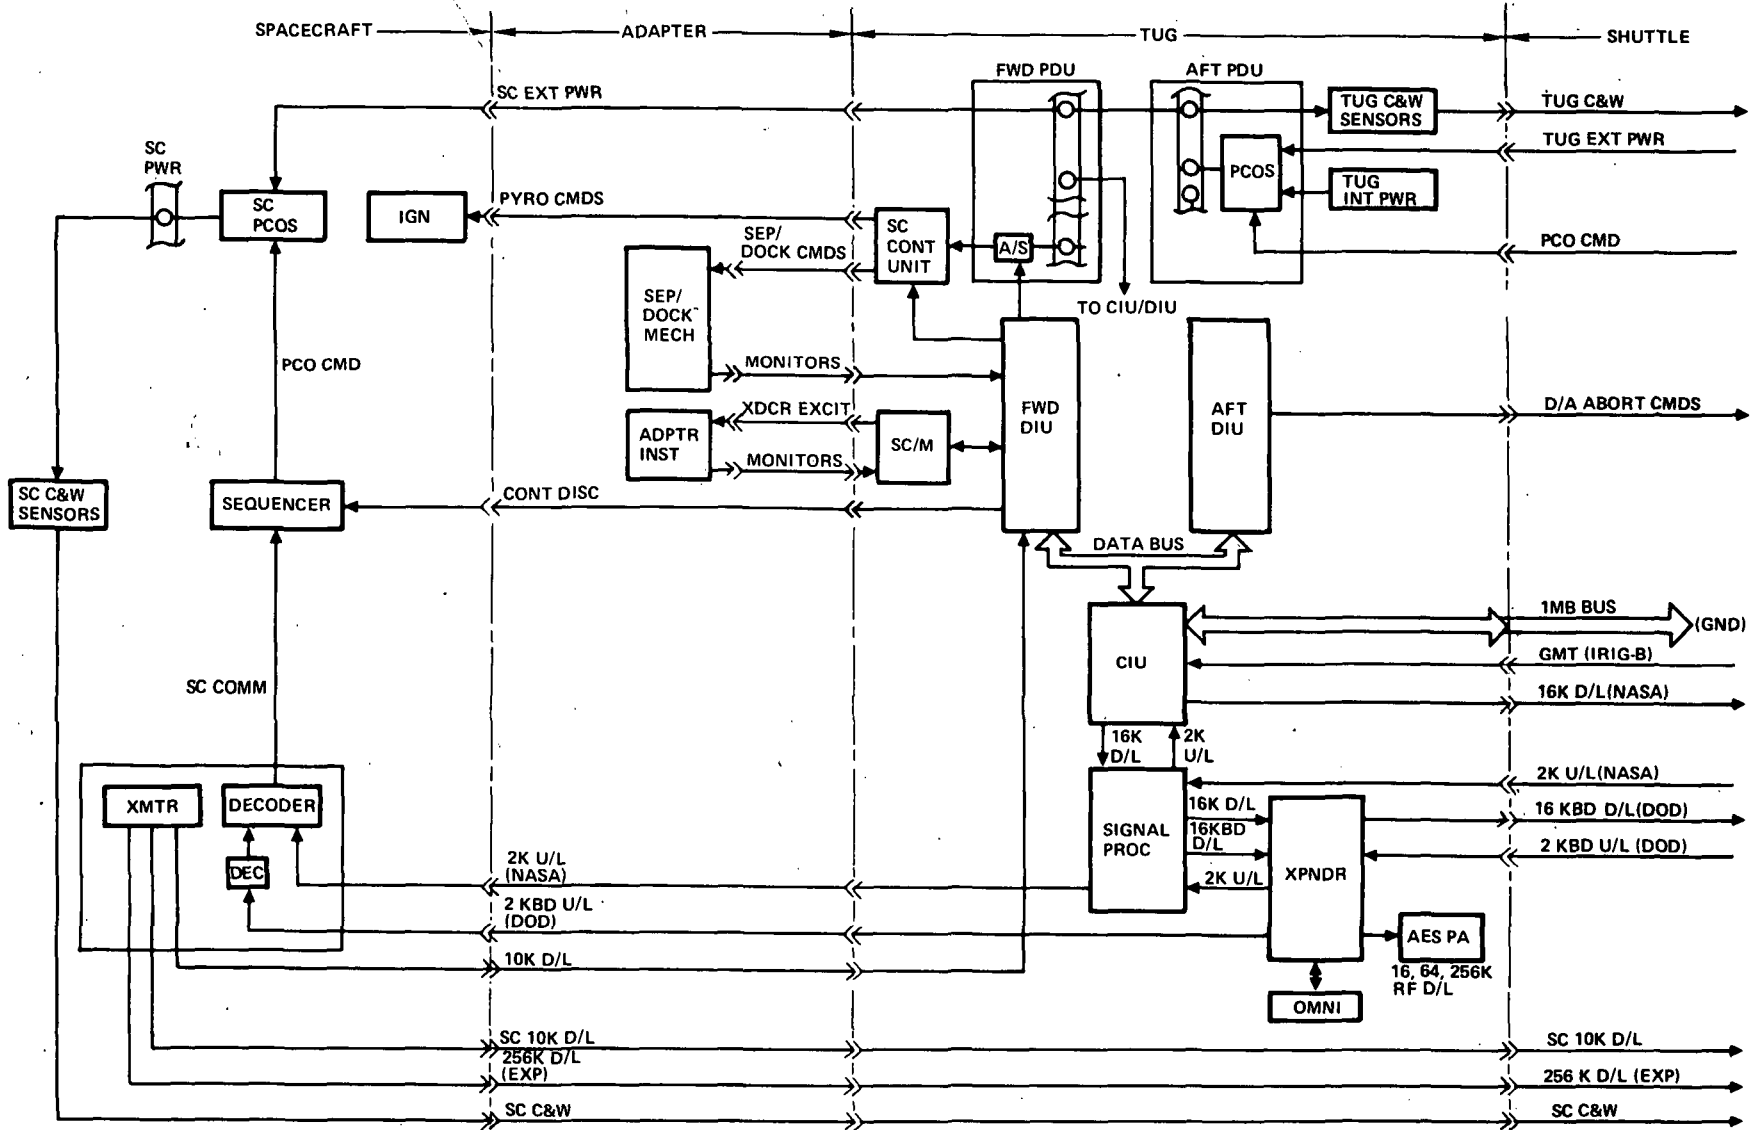 SPACECRAFT
ADAPTER
TUG
SHUTTLE
FWD PDU
AFT PDU
SC EXT PWR
TUG C&W
SENSORS
TUG C&W
TUG EXT PWR
SC
PWR
PCOS
TUG
INT PWR
SC
PCOS
IGN
PYRO CMDS
SC
CONT
UNIT
A/S
PCO CMD
SEP/
DOCK CMDS
SEP/
DOCK
MECH
TO CIU/DIU
PCO CMD
MONITORS
FWD
DIU
AFT
DIU
D/A ABORT CMDS
XDCR EXCIT
ADPTR
INST
SC/M
MONITORS
SC C&W
SENSORS
SEQUENCER
CONT DISC
DATA BUS
1MB BUS
(GND)
CIU
GMT (IRIG-B)
SC COMM
16K D/L(NASA)
16K
D/L
2K
U/L
2K U/L(NASA)
XMTR
DECODER
SIGNAL
PROC
16K D/L
16KBD
D/L
16 KBD D/L(DOD)
2K U/L
(NASA)
2 KBD U/L (DOD)
DEC
2K U/L
XPNDR
2 KBD U/L
(DOD)
AES PA
10K D/L
16, 64, 256K
RF D/L
OMNI
SC 10K D/L
SC 10K D/L
256K D/L
(EXP)
256 K D/L (EXP)
SC C&W
SC C&W